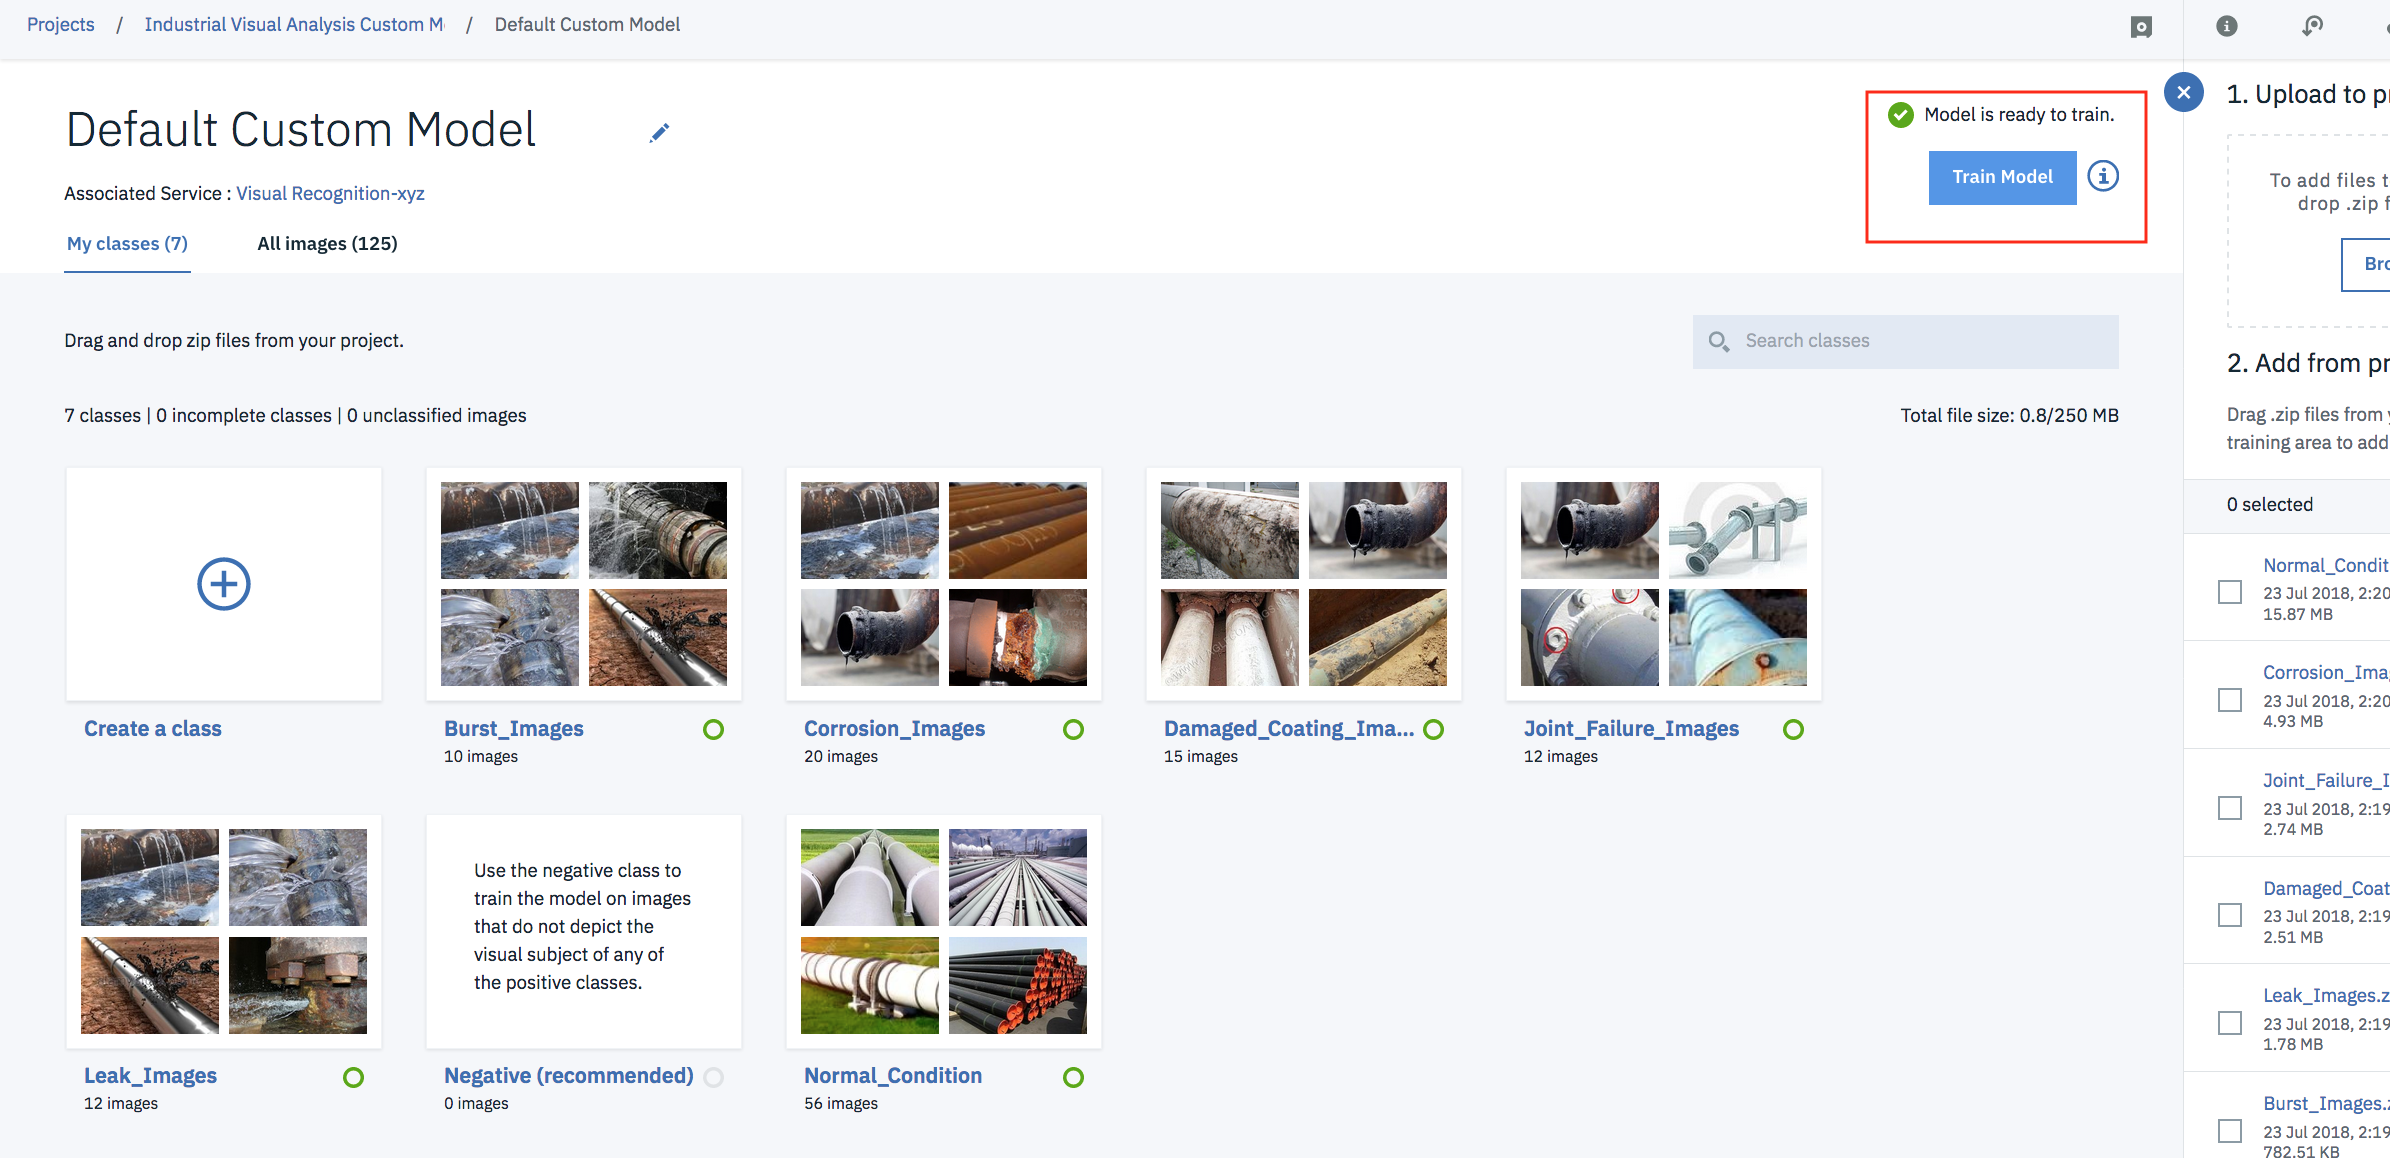 Projects / Industrial Visual Analysis Custom M / Default Custom Model
Default Custom Model
Associated Service : Visual Recognition-xyz
My classes (7)
All images (125)
Model is ready to train.
Train Model
Drag and drop zip files from your project.
Search classes
7 classes | 0 incomplete classes | 0 unclassified images
Total file size: 0.8/250 MB
Create a class
Burst_Images
10 images
Corrosion_Images
20 images
Damaged_Coating_Ima...
15 images
Joint_Failure_Images
12 images
Leak_Images
12 images
Use the negative class to
train the model on images
that do not depict the
visual subject of any of
the positive classes.
Negative (recommended)
0 images
Normal_Condition
56 images
1. Upload to p
To add files t
drop .zip f
Bro
2. Add from pr
Drag .zip files from
training area to add
0 selected
Normal_Condit
23 Jul 2018, 2:20
15.87 MB
Corrosion_Ima
23 Jul 2018, 2:20
4.93 MB
Joint_Failure_I
23 Jul 2018, 2:19
2.74 MB
Damaged_Coat
23 Jul 2018, 2:19
2.51 MB
Leak_Images.z
23 Jul 2018, 2:19
1.78 MB
Burst_Images.z
23 Jul 2018, 2:19
782.51 KB